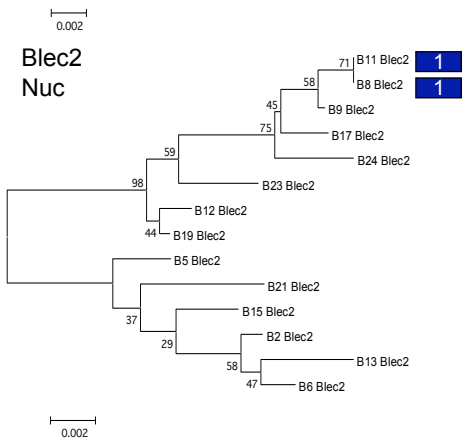 0.002
Blec2
Nuc
71
B11 Blec2
1
B8 Blec2
1
58
B9 Blec2
45
B17 Blec2
75
B24 Blec2
59
B23 Blec2
98
B12 Blec2
44
B19 Blec2
B5 Blec2
B21 Blec2
37
B15 Blec2
29
B2 Blec2
58
B13 Blec2
47
B6 Blec2
0.002